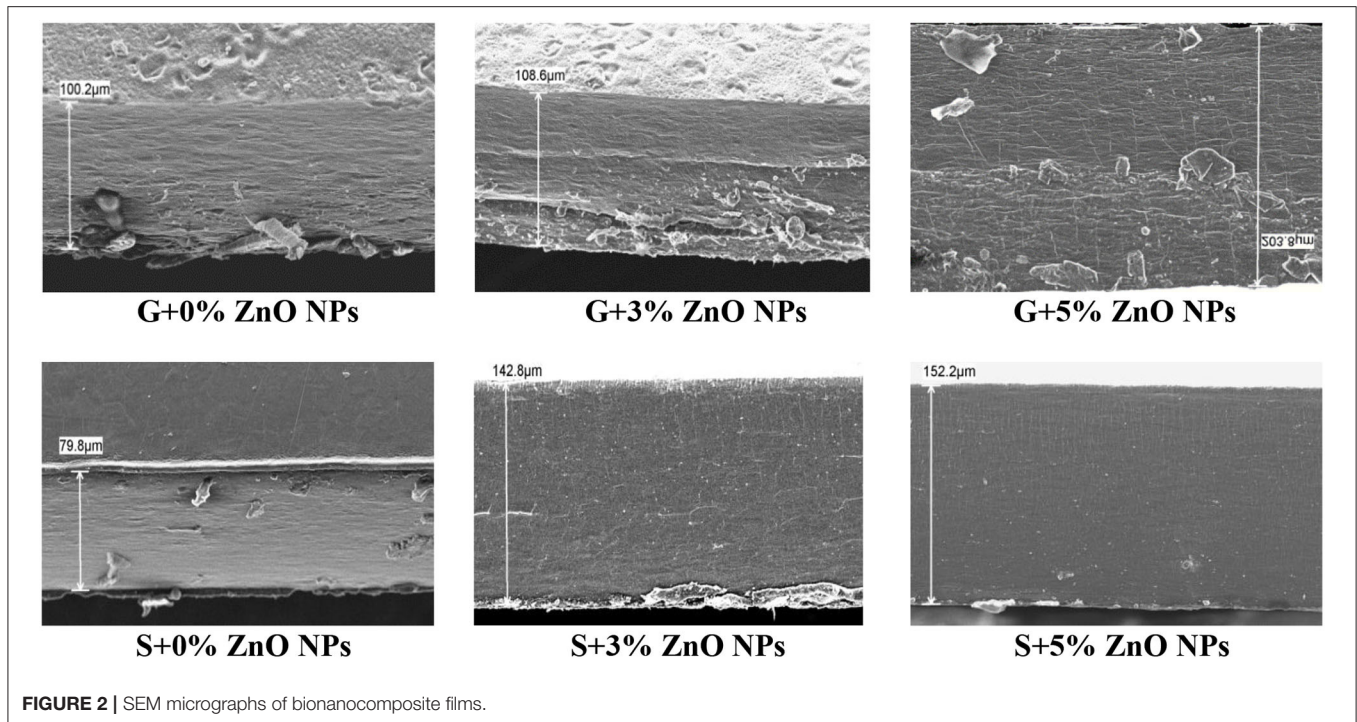 100.2µm
108.6µm
203.8µm
G+0% ZnO NPs
G+3% ZnO NPs
G+5% ZnO NPs
79.8µm
142.8µm
152.2µm
S+0% ZnO NPs
S+3% ZnO NPs
S+5% ZnO NPs
FIGURE 2 | SEM micrographs of bionanocomposite films.